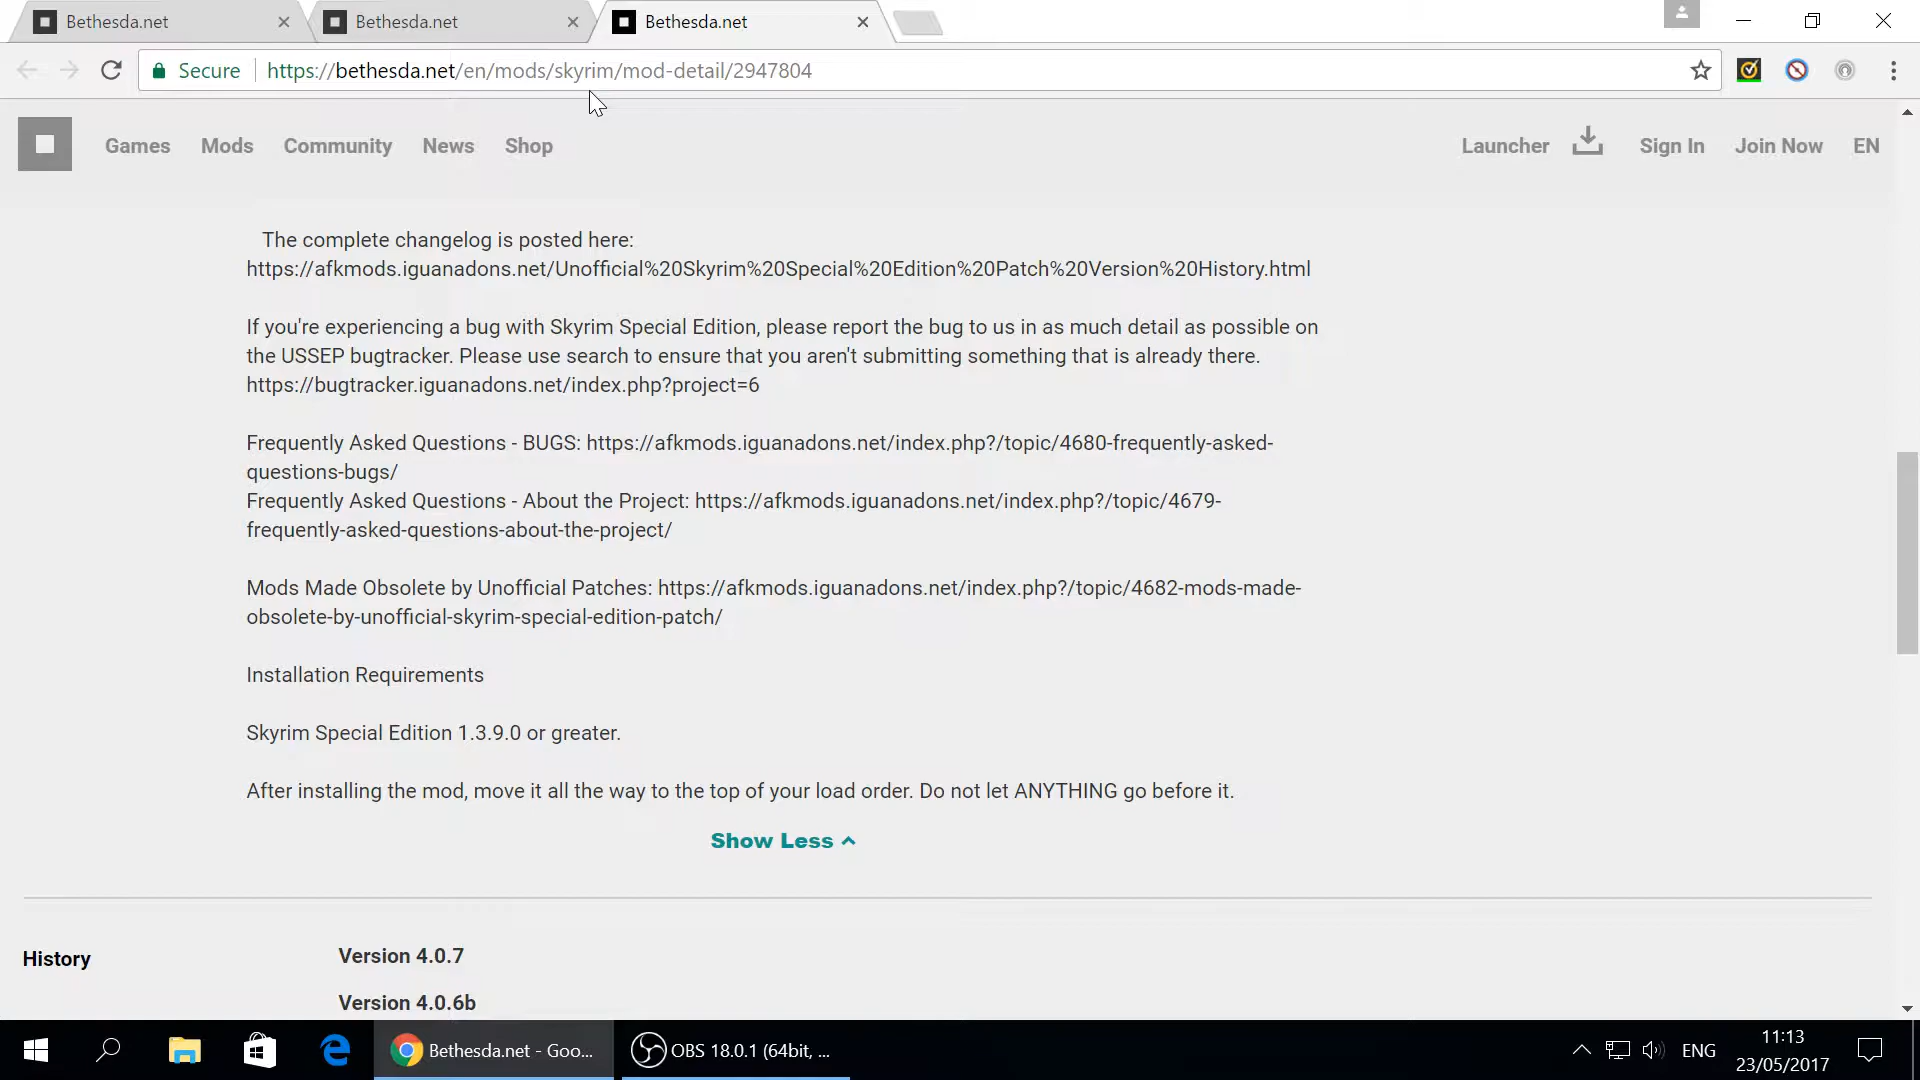 Bethesda.net
Bethesda.net
Bethesda.net
Secure https://bethesda.net/en/mods/skyrim/mod-detail/2947804
Games Mods Community News Shop Launcher Sign In Join Now EN
The complete changelog is posted here:
https://afkmods.iguanadons.net/Unofficial%20Skyrim%20Special%20Edition%20Patch%20Version%20History.html
If you're experiencing a bug with Skyrim Special Edition, please report the bug to us in as much detail as possible on
the USSEP bugtracker. Please use search to ensure that you aren't submitting something that is already there.
https://bugtracker.iguanadons.net/index.php?project=6
Frequently Asked Questions - BUGS: https://afkmods.iguanadons.net/index.php?/topic/4680-frequently-asked-
questions-bugs/
Frequently Asked Questions - About the Project: https://afkmods.iguanadons.net/index.php?/topic/4679-
frequently-asked-questions-about-the-project/
Mods Made Obsolete by Unofficial Patches: https://afkmods.iguanadons.net/index.php?/topic/4682-mods-made-
obsolete-by-unofficial-skyrim-special-edition-patch/
Installation Requirements
Skyrim Special Edition 1.3.9.0 or greater.
After installing the mod, move it all the way to the top of your load order. Do not let ANYTHING go before it.
Show Less
History
Version 4.0.7
Version 4.0.6b
Bethesda.net - Goo...
OBS 18.0.1 (64bit, ...
ENG
11:13
23/05/2017